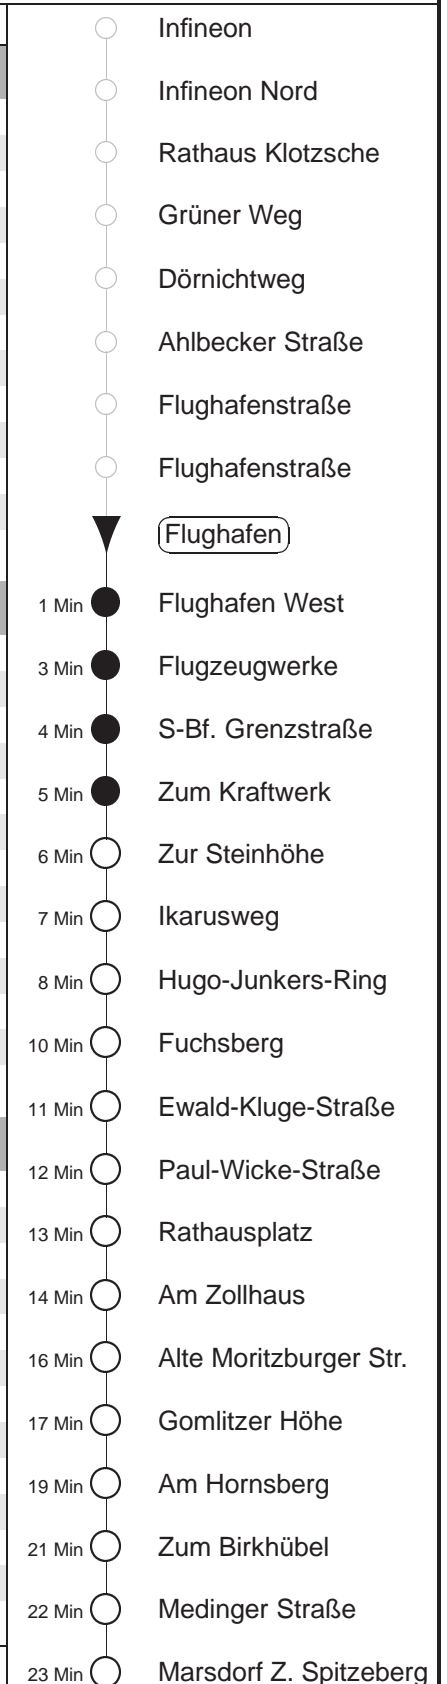 Infineon
Infineon Nord
Rathaus Klotzsche
Grüner Weg
Dörnichtweg
Ahlbecker Straße
Flughafenstraße
Flughafenstraße
Flughafen
1 Min Flughafen West
3 Min Flugzeugwerke
4 Min S-Bf. Grenzstraße
5 Min Zum Kraftwerk
6 Min Zur Steinhöhe
7 Min Ikarusweg
8 Min Hugo-Junkers-Ring
10 Min Fuchsberg
11 Min Ewald-Kluge-Straße
12 Min Paul-Wicke-Straße
13 Min Rathausplatz
14 Min Am Zollhaus
16 Min Alte Moritzburger Str.
17 Min Gomlitzer Höhe
19 Min Am Hornsberg
21 Min Zum Birkhübel
22 Min Medinger Straße
23 Min Marsdorf Z. Spitzeberg